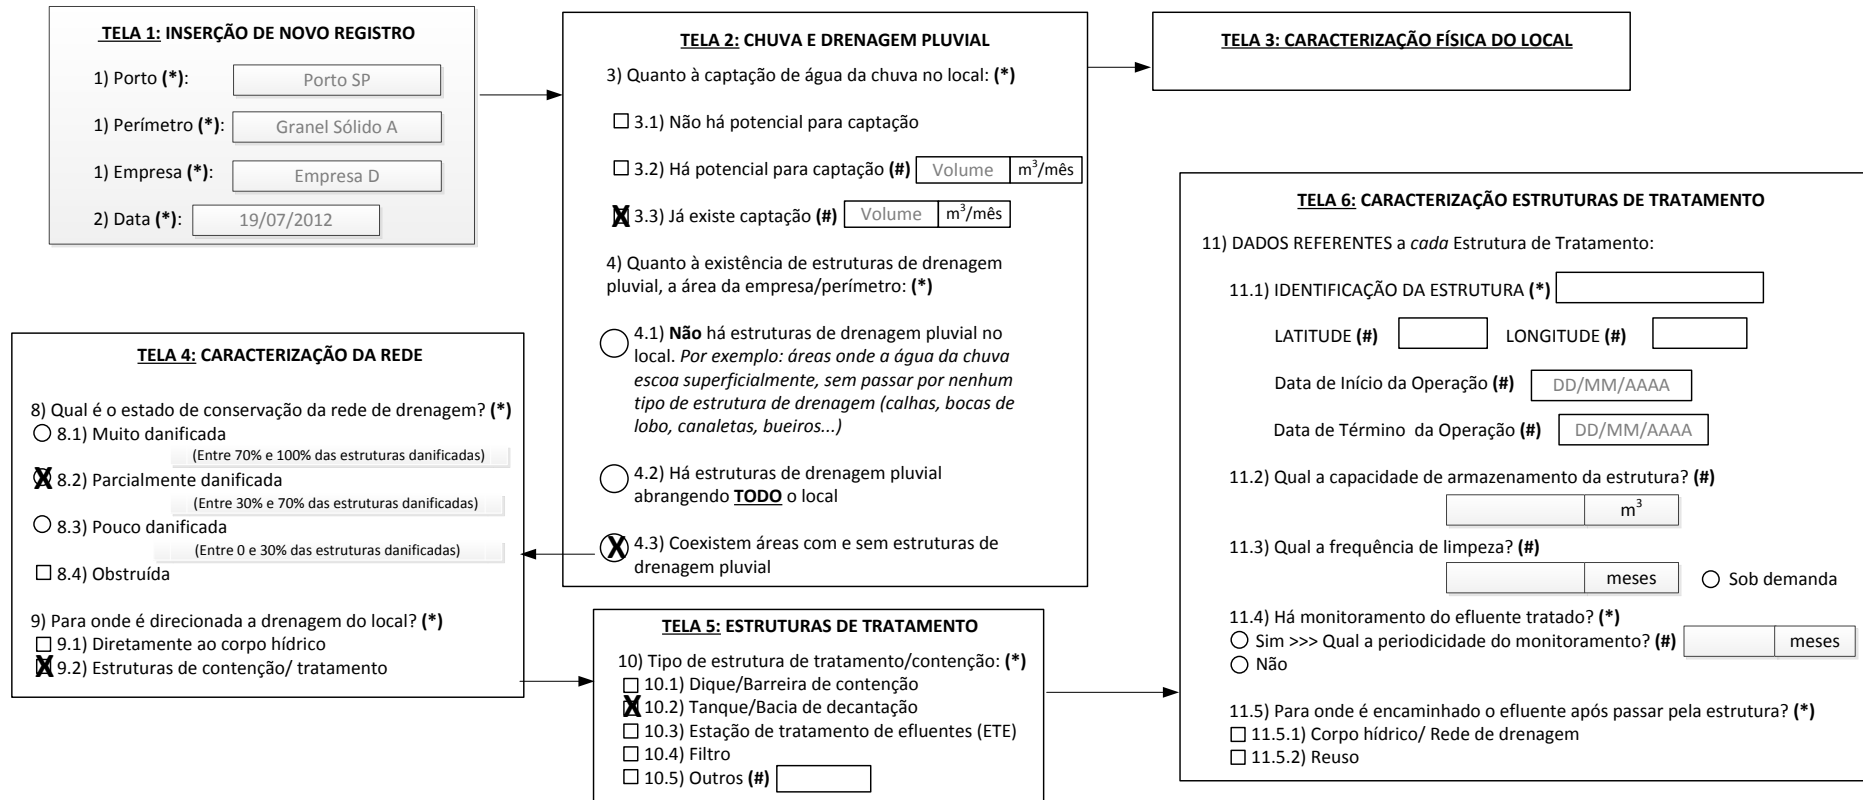 TELA 1: INSERÇÃO DE NOVO REGISTRO
1) Porto (*): Porto SP
1) Perímetro (*): Granel Sólido A
1) Empresa (*): Empresa D
2) Data (*): 19/07/2012
TELA 2: CHUVA E DRENAGEM PLUVIAL
3) Quanto à captação de água da chuva no local: (*)
3.1) Não há potencial para captação
3.2) Há potencial para captação (#) Volume m³/mês
X 3.3) Já existe captação (#) Volume m³/mês
4) Quanto à existência de estruturas de drenagem
pluvial, a área da empresa/perímetro: (*)
4.1) Não há estruturas de drenagem pluvial no
local. Por exemplo: áreas onde a água da chuva
escoa superficialmente, sem passar por nenhum
tipo de estrutura de drenagem (calhas, bocas de
lobo, canaletas, bueiros...)
4.2) Há estruturas de drenagem pluvial
abrangendo TODO o local
X 4.3) Coexistem áreas com e sem estruturas de
drenagem pluvial
TELA 3: CARACTERIZAÇÃO FÍSICA DO LOCAL
TELA 4: CARACTERIZAÇÃO DA REDE
8) Qual é o estado de conservação da rede de drenagem? (*)
8.1) Muito danificada
(Entre 70% e 100% das estruturas danificadas)
X 8.2) Parcialmente danificada
(Entre 30% e 70% das estruturas danificadas)
8.3) Pouco danificada
(Entre 0 e 30% das estruturas danificadas)
8.4) Obstruída
9) Para onde é direcionada a drenagem do local? (*)
9.1) Diretamente ao corpo hídrico
X 9.2) Estruturas de contenção/ tratamento
TELA 5: ESTRUTURAS DE TRATAMENTO
10) Tipo de estrutura de tratamento/contenção: (*)
10.1) Dique/Barreira de contenção
X 10.2) Tanque/Bacia de decantação
10.3) Estação de tratamento de efluentes (ETE)
10.4) Filtro
10.5) Outros (#)
TELA 6: CARACTERIZAÇÃO ESTRUTURAS DE TRATAMENTO
11) DADOS REFERENTES a cada Estrutura de Tratamento:
11.1) IDENTIFICAÇÃO DA ESTRUTURA (*)
LATITUDE (#) LONGITUDE (#)
Data de Início da Operação (#) DD/MM/AAAA
Data de Término da Operação (#) DD/MM/AAAA
11.2) Qual a capacidade de armazenamento da estrutura? (#)
m³
11.3) Qual a frequência de limpeza? (#)
meses Sob demanda
11.4) Há monitoramento do efluente tratado? (*)
Sim >>> Qual a periodicidade do monitoramento? (#) meses
Não
11.5) Para onde é encaminhado o efluente após passar pela estrutura? (*)
11.5.1) Corpo hídrico/ Rede de drenagem
11.5.2) Reuso